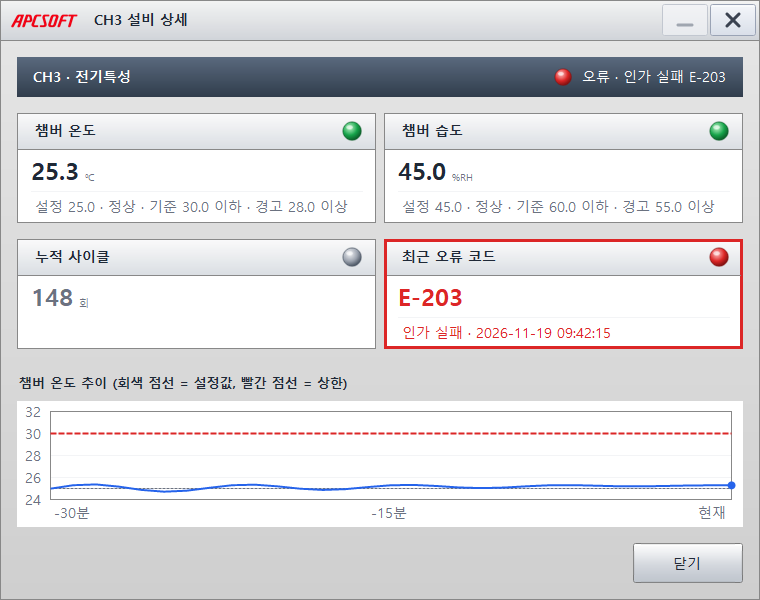 APCSOFT CH3 설비 상세
CH3 · 전기특성
오류 · 인가 실패 E-203
챔버 온도
25.3 ℃
설정 25.0 · 정상 · 기준 30.0 이하 · 경고 28.0 이상
챔버 습도
45.0 %RH
설정 45.0 · 정상 · 기준 60.0 이하 · 경고 55.0 이상
누적 사이클
148 회
최근 오류 코드
E-203
인가 실패 · 2026-11-19 09:42:15
챔버 온도 추이 (회색 점선 = 설정값, 빨간 점선 = 상한)
32
30
28
26
24
-30분 -15분 현재
닫기